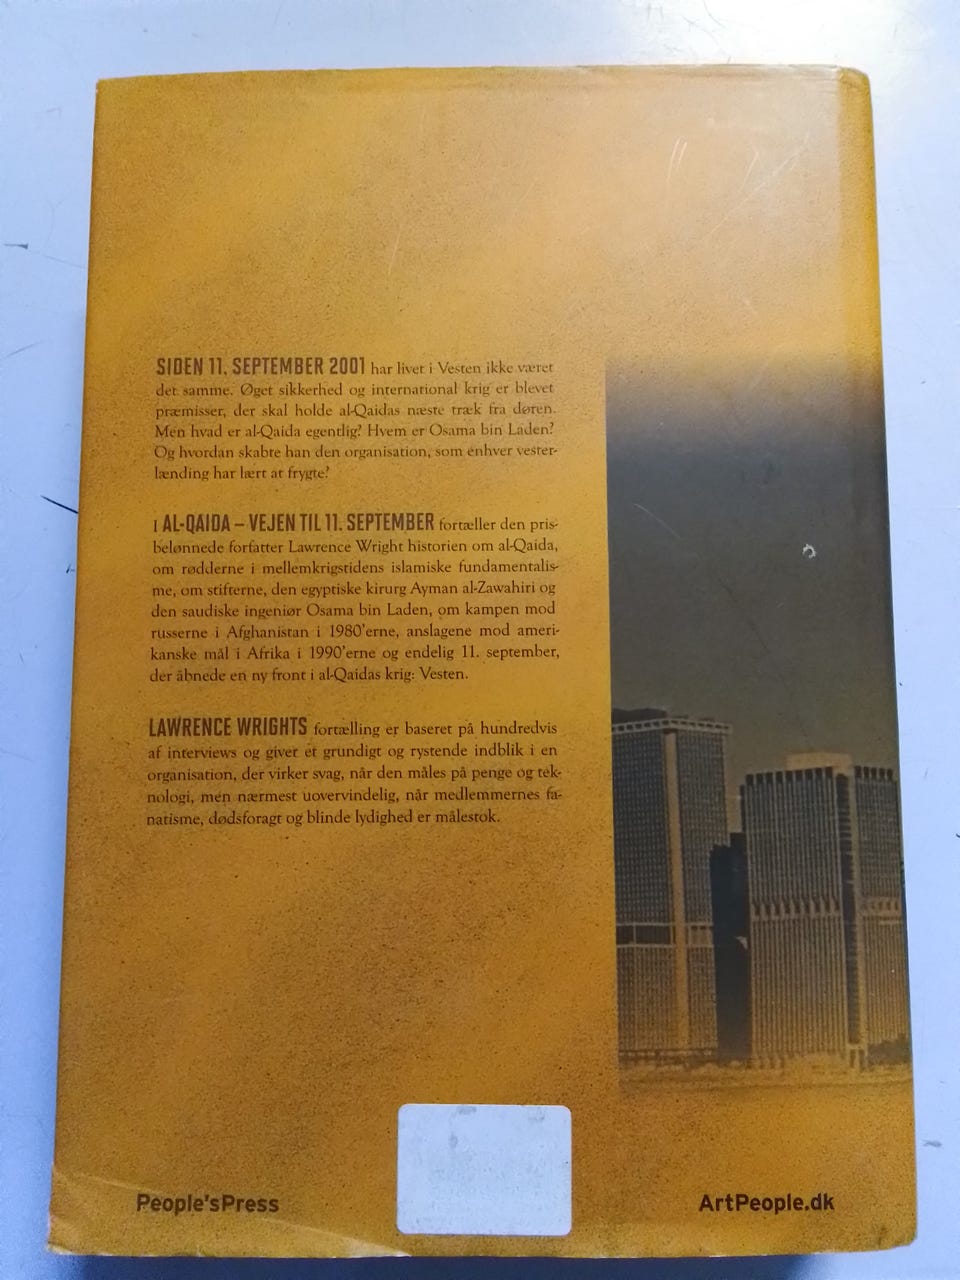 SIDEN 11. SEPTEMBER 2001 har livet i Vesten ikke været
det samme. Øget sikkerhed og international krig er blevet
præmisser, der skal holde al-Qaidas næste træk fra døren.
Men hvad er al-Qaida egentlig? Hvem er Osama bin Laden?
Og hvordan skabte han den organisation, som enhver vester-
lænding har lært at frygte?
I AL-QAIDA – VEJEN TIL 11. SEPTEMBER fortæller den pris-
belønnede forfatter Lawrence Wright historien om al-Qaida,
om rødderne i mellemkrigstidens islamiske fundamentalis-
me, om stifterne, den egyptiske kirurg Ayman al-Zawahiri og
den saudiske ingeniør Osama bin Laden, om kampen mod
russerne i Afghanistan i 1980'erne, anslagene mod ameri-
kanske mål i Afrika i 1990'erne og endelig 11. september,
der åbnede en ny front i al-Qaidas krig: Vesten.
LAWRENCE WRIGHTS fortælling er baseret på hundredvis
af interviews og giver et grundigt og rystende indblik i en
organisation, der virker svag, når den måles på penge og tek-
nologi, men nærmest uovervindelig, når medlemmernes fa-
natisme, dødsforagt og blinde lydighed er målestok.
People'sPress
ArtPeople.dk